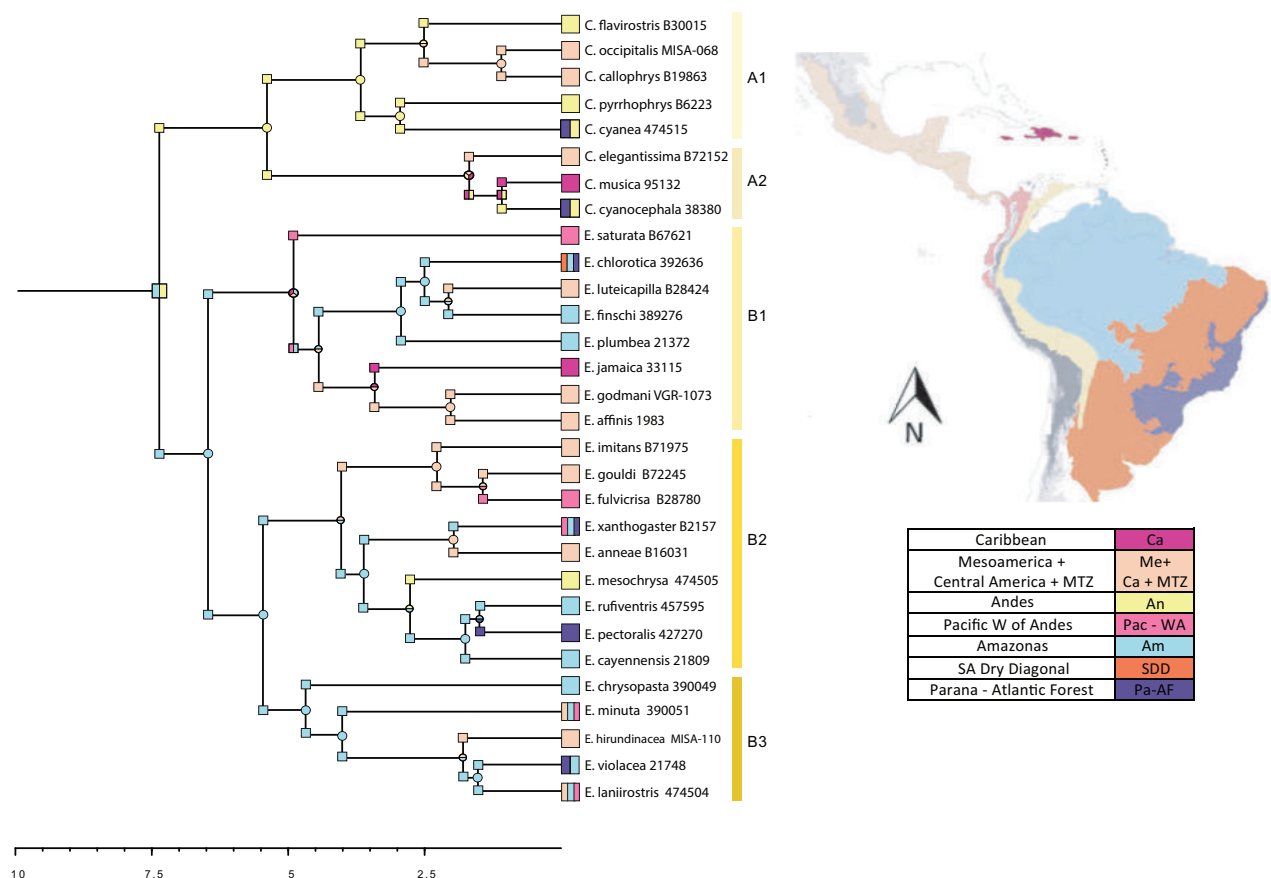 C. flavirostris B30015
C. occipitalis MISA-068
C. callophrys B19863
C. pyrrhophrys B6223
C. cyanea 474515
A1
C. elegantissima B72152
C. musica 95132
C. cyanocephala 38380
A2
E. saturata B67621
E. chlorotica 392636
E. luteicapilla B28424
E. finschi 389276
E. plumbea 21372
E. jamaica 33115
E. godmani VGR-1073
E. affinis 1983
B1
E. imitans B71975
E. gouldi B72245
E. fulvicrisa B28780
E. xanthogaster B2157
E. anneae B16031
E. mesochrysa 474505
E. rufiventris 457595
E. pectoralis 427270
E. cayennensis 21809
B2
E. chrysopasta 390049
E. minuta 390051
E. hirundinacea MISA-110
E. violacea 21748
E. laniirostris 474504
B3
10 7.5 5 2.5
N
Caribbean Ca
Mesoamerica + Me+
Central America + MTZ Ca + MTZ
Andes An
Pacific W of Andes Pac - WA
Amazonas Am
SA Dry Diagonal SDD
Parana - Atlantic Forest Pa-AF